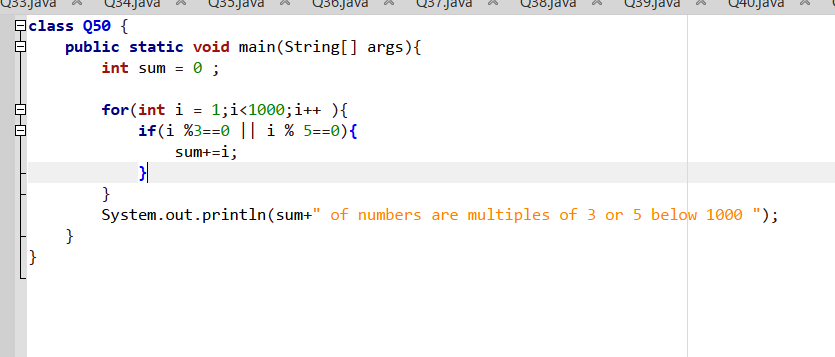 Q33.java Q34.java Q35.java Q36.java Q37.java Q38.java Q39.java Q40.java
class Q50 {
    public static void main(String[] args){
        int sum = 0 ;
        for(int i = 1;i<1000;i++ ){
            if(i %3==0 || i % 5==0){
                sum+=i;
            }
        }
        System.out.println(sum+" of numbers are multiples of 3 or 5 below 1000 ");
    }
}